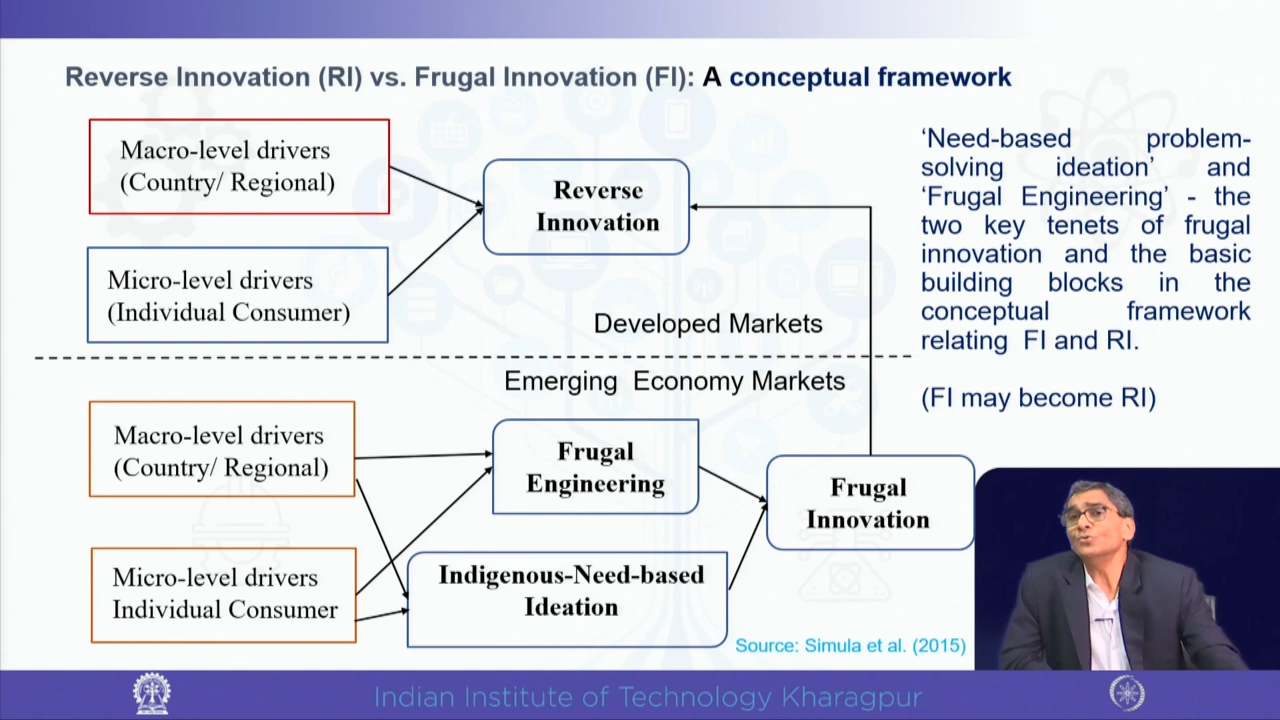 Reverse Innovation (RI) vs. Frugal Innovation (FI): A conceptual framework
Macro-level drivers
(Country/ Regional)
Micro-level drivers
(Individual Consumer)
Reverse
Innovation
Developed Markets
Emerging Economy Markets
Macro-level drivers
(Country/ Regional)
Micro-level drivers
Individual Consumer
Frugal
Engineering
Indigenous-Need-based
Ideation
Frugal
Innovation
‘Need-based problem-
solving ideation’ and
‘Frugal Engineering’ - the
two key tenets of frugal
innovation and the basic
building blocks in the
conceptual framework
relating FI and RI.
(FI may become RI)
Source: Simula et al. (2015)
Indian Institute of Technology Kharagpur